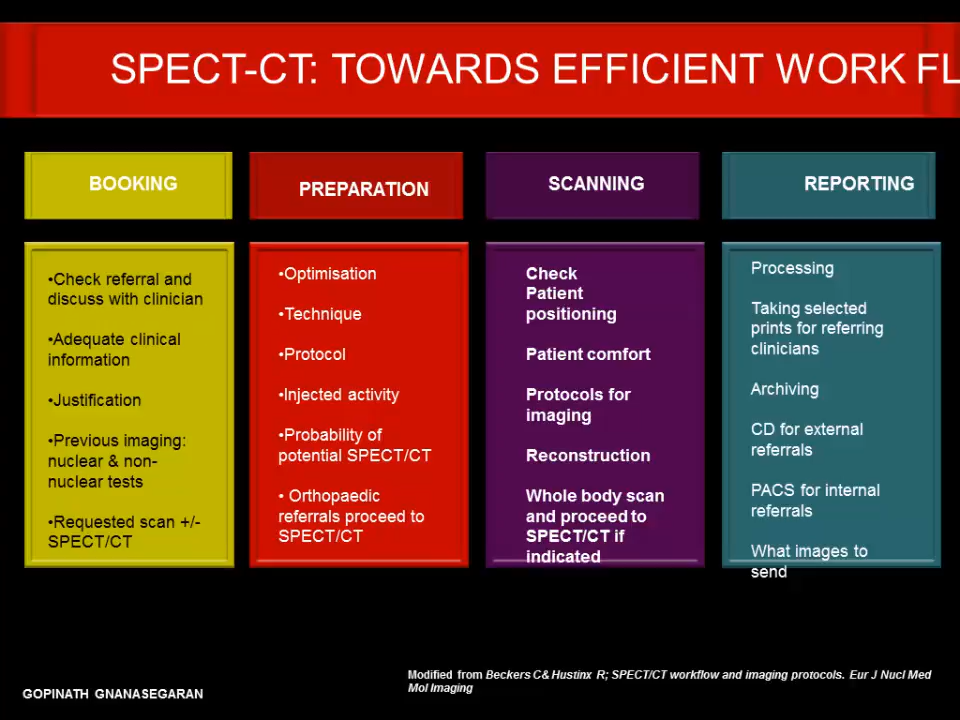 SPECT-CT: TOWARDS EFFICIENT WORK FL
BOOKING
•Check referral and
discuss with clinician
•Adequate clinical
information
•Justification
•Previous imaging:
nuclear & non-
nuclear tests
•Requested scan +/-
SPECT/CT
PREPARATION
•Optimisation
•Technique
•Protocol
•Injected activity
•Probability of
potential SPECT/CT
• Orthopaedic
referrals proceed to
SPECT/CT
SCANNING
Check
Patient
positioning
Patient comfort
Protocols for
imaging
Reconstruction
Whole body scan
and proceed to
SPECT/CT if
indicated
REPORTING
Processing
Taking selected
prints for referring
clinicians
Archiving
CD for external
referrals
PACS for internal
referrals
What images to
send
GOPINATH GNANASEGARAN
Modified from Beckers C& Hustinx R; SPECT/CT workflow and imaging protocols. Eur J Nucl Med
Mol Imaging